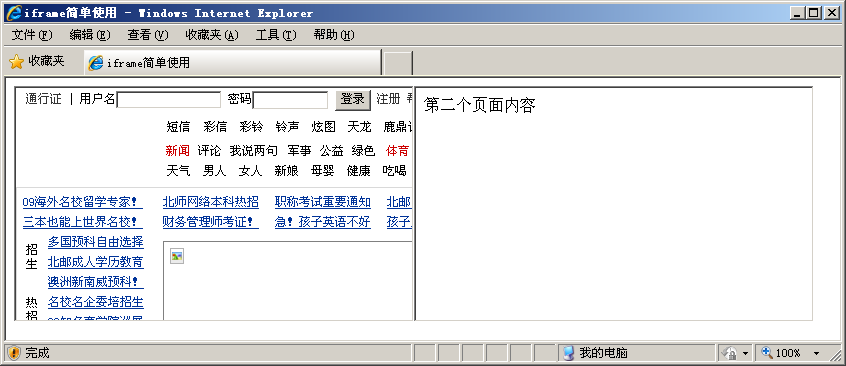 iframe简单使用 - Windows Internet Explorer
文件(F) 编辑(E) 查看(V) 收藏夹(A) 工具(T) 帮助(H)
收藏夹 iframe简单使用
通行证 | 用户名 密码 登录 注册
第二个页面内容
短信 彩信 彩铃 铃声 炫图 天龙 鹿鼎
新闻 评论 我说两句 军事 公益 绿色 体育
天气 男人 女人 新娘 母婴 健康 吃喝
09海外名校留学专家! 北师网络本科热招 职称考试重要通知 北邮
三本也能上世界名校! 财务管理师考证! 急!孩子英语不好 孩子
招生
多国预科自由选择
北邮成人学历教育
澳洲新南威预科!
热招
名校名企委培招生
完成 我的电脑 100%